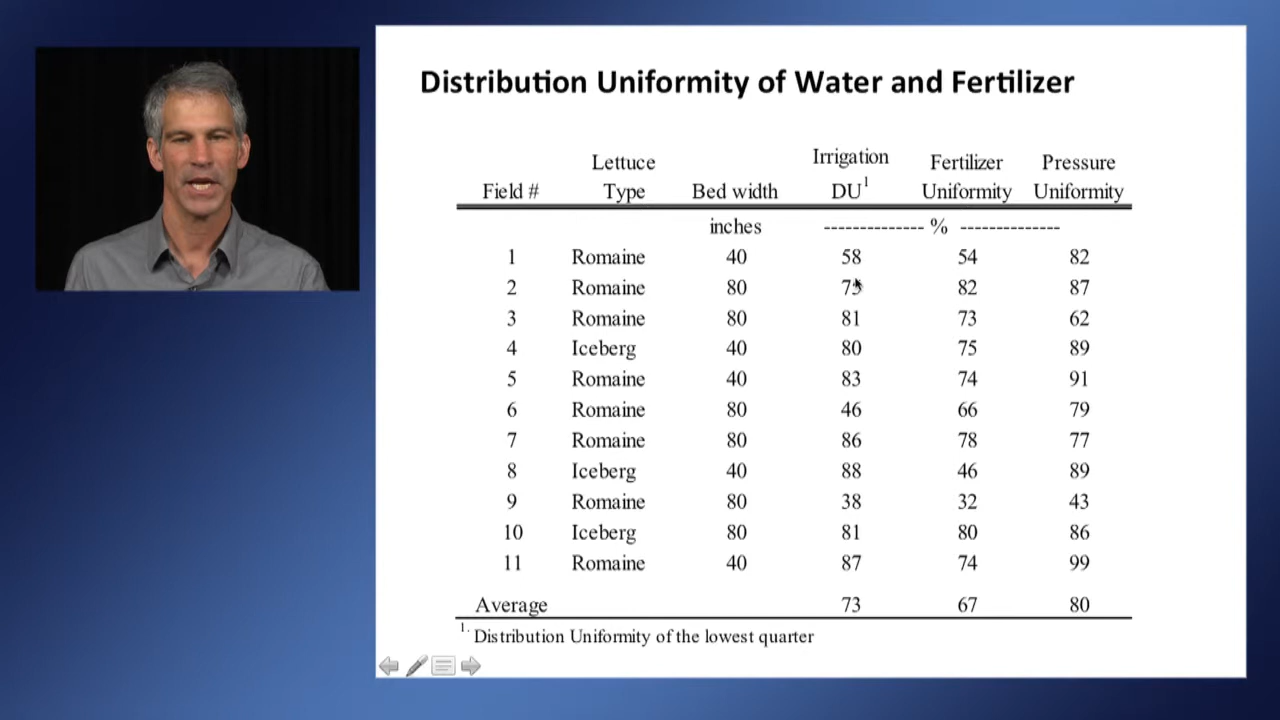 Distribution Uniformity of Water and Fertilizer
Field # Lettuce Type Bed width Irrigation DU1 Fertilizer Uniformity Pressure Uniformity
inches -------------- % --------------
1 Romaine 40 58 54 82
2 Romaine 80 75 82 87
3 Romaine 80 81 73 62
4 Iceberg 40 80 75 89
5 Romaine 40 83 74 91
6 Romaine 80 46 66 79
7 Romaine 80 86 78 77
8 Iceberg 40 88 46 89
9 Romaine 80 38 32 43
10 Iceberg 80 81 80 86
11 Romaine 40 87 74 99
Average 73 67 80
1. Distribution Uniformity of the lowest quarter